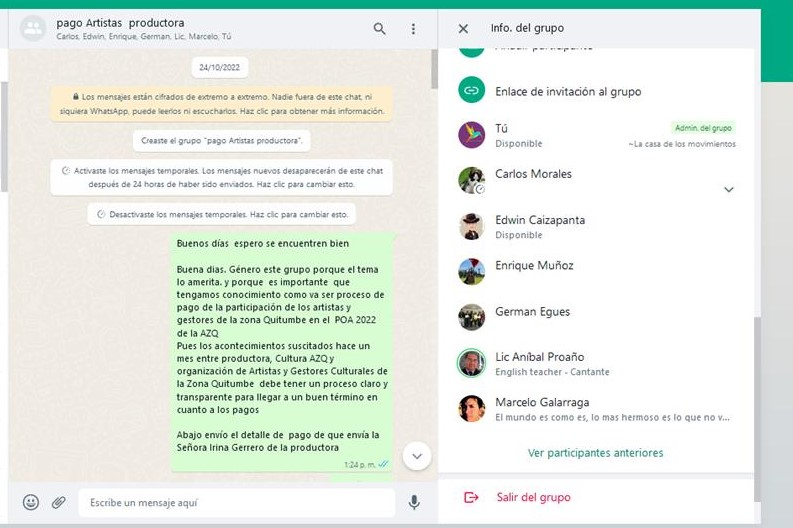 pago Artistas  productora
Carlos, Edwin, Enrique, German, Lic, Marcelo, Tú
24/10/2022
Los mensajes están cifrados de extremo a extremo. Nadie fuera de este chat, ni
siquiera WhatsApp, puede leerlos ni escucharlos. Haz clic para obtener más información.
Creaste el grupo "pago Artistas productora".
Activaste los mensajes temporales. Los mensajes nuevos desaparecerán de este chat
después de 24 horas de haber sido enviados. Haz clic para cambiar esto.
Desactivaste los mensajes temporales. Haz clic para cambiar esto.
Buenos días  espero se encuentren bien
Buena dias. Género este grupo porque el tema
lo amerita. y porque  es importante  que
tengamos conocimiento como va ser proceso de
pago de la participación de los artistas y
gestores de la zona Quitumbe en el  POA 2022
de la AZQ
Pues los acontecimientos suscitados hace un
mes entre productora, Cultura AZQ y
organización de Artistas y Gestores Culturales de
la Zona Quitumbe  debe tener un proceso claro y
transparente para llegar a un buen término en
cuanto a los pagos
Abajo envío el detalle de  pago de que envía la
Señora Irina Gerrero de la productora
1:24 p. m.
Escribe un mensaje aquí
Info. del grupo
Añadir participante
Enlace de invitación al grupo
Tú
Admin. del grupo
Disponible
~La casa de los movimientos
Carlos Morales
Edwin Caizapanta
Disponible
Enrique Muñoz
German Egues
Lic Aníbal Proaño
English teacher - Cantante
Marcelo Galarraga
El mundo es como es, lo mas hermoso es lo que no v...
Ver participantes anteriores
Salir del grupo